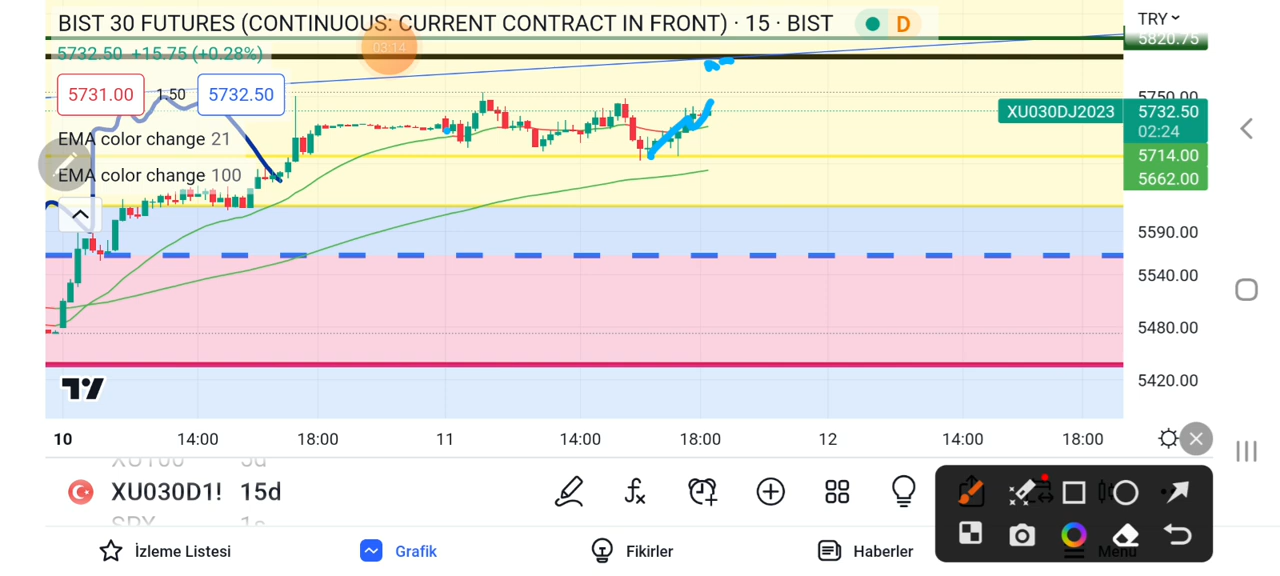 BIST 30 FUTURES (CONTINUOUS: CURRENT CONTRACT IN FRONT) · 15 · BIST
D
TRY
5732.50 +15.75 (+0.28%)
03:14
5820.75
5731.00 1.50 5732.50
5750.00
XU030DJ2023 5732.50
02:24
EMA color change 21
5714.00
EMA color change 100
5662.00
5590.00
5540.00
5480.00
5420.00
10 14:00 18:00 11 14:00 18:00 12 14:00 18:00
XU100 5d
XU030D1! 15d
SPX 1g
İzleme Listesi Grafik Fikirler Haberler Menü